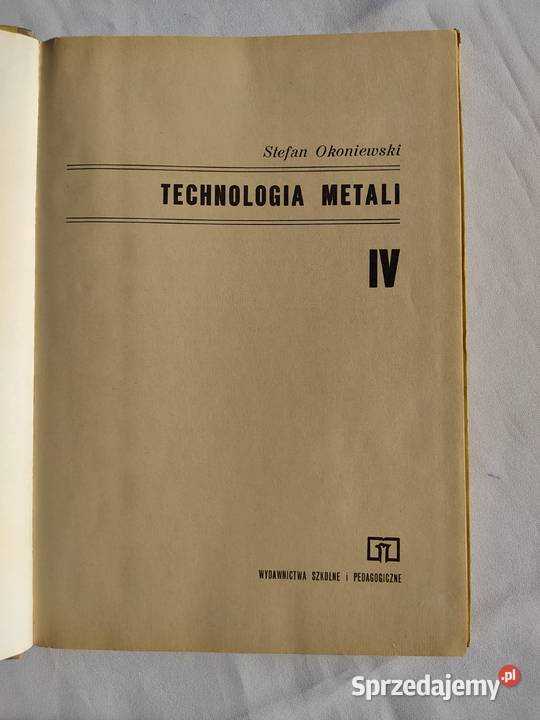 Stefan Okoniewski
TECHNOLOGIA METALI
IV
WYDAWNICTWA SZKOLNE i PEDAGOGICZNE
Sprzedajemy.pl